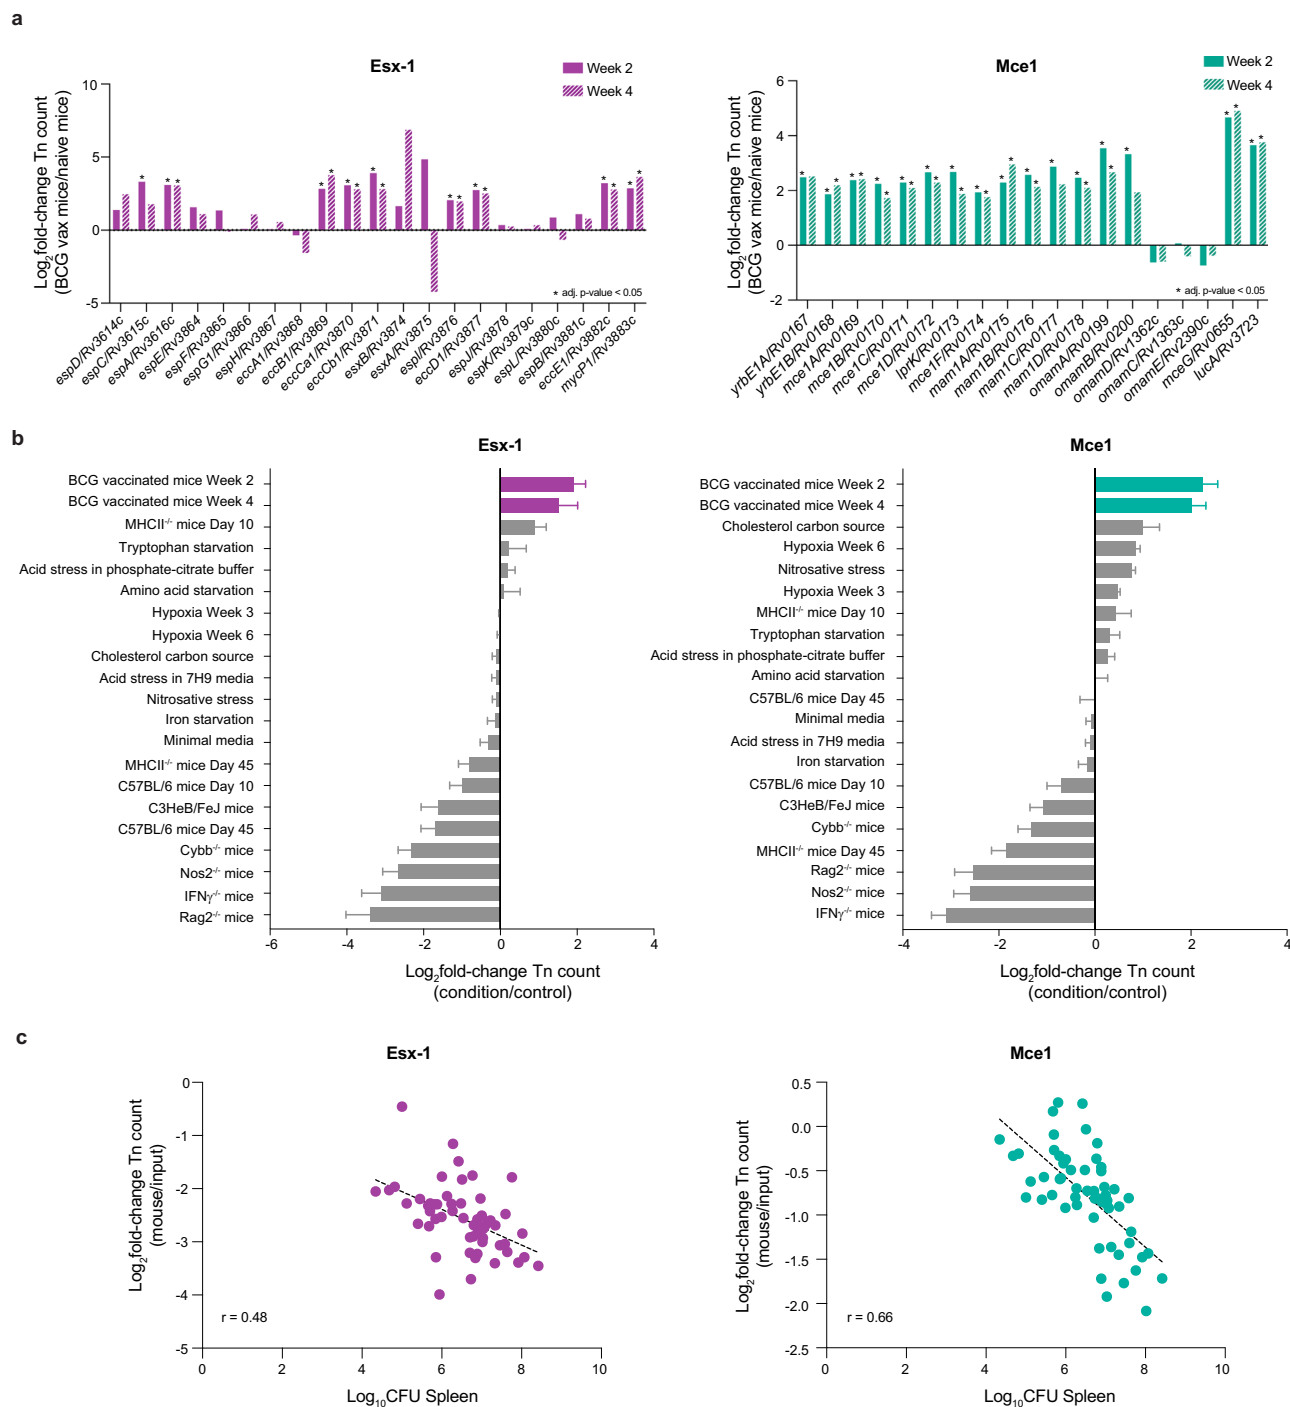 a
Esx-1
Week 2
Week 4
Log2fold-change Tn count
(BCG vax mice/naive mice)
10
5
0
-5
* adj. p-value < 0.05
espD/Rv3614c
espC/Rv3615c
espA/Rv3616c
espE/Rv3864
espF/Rv3865
espG1/Rv3866
espH/Rv3867
eccA1/Rv3868
eccB1/Rv3869
eccCa1/Rv3870
eccCb1/Rv3871
esxB/Rv3874
esxA/Rv3875
espI/Rv3876
eccD1/Rv3877
espJ/Rv3878
espK/Rv3879c
espL/Rv3880c
espB/Rv3881c
eccE1/Rv3882c
mycP1/Rv3883c
Mce1
Week 2
Week 4
Log2fold-change Tn count
(BCG vax mice/naive mice)
6
4
2
0
-2
* adj. p-value < 0.05
yrbE1A/Rv0167
yrbE1B/Rv0168
mce1A/Rv0169
mce1B/Rv0170
mce1C/Rv0171
mce1D/Rv0172
lprK/Rv0173
mce1F/Rv0174
mam1A/Rv0175
mam1B/Rv0176
mam1C/Rv0177
mam1D/Rv0178
omamA/Rv0199
omamB/Rv0200
omamD/Rv1362c
omamC/Rv1363c
omamE/Rv2390c
mceG/Rv0655
lucA/Rv3723
b
Esx-1
BCG vaccinated mice Week 2
BCG vaccinated mice Week 4
MHCII-/- mice Day 10
Tryptophan starvation
Acid stress in phosphate-citrate buffer
Amino acid starvation
Hypoxia Week 3
Hypoxia Week 6
Cholesterol carbon source
Acid stress in 7H9 media
Nitrosative stress
Iron starvation
Minimal media
MHCII-/- mice Day 45
C57BL/6 mice Day 10
C3HeB/FeJ mice
C57BL/6 mice Day 45
Cybb-/- mice
Nos2-/- mice
IFNγ-/- mice
Rag2-/- mice
-6 -4 -2 0 2 4
Log2fold-change Tn count
(condition/control)
Mce1
BCG vaccinated mice Week 2
BCG vaccinated mice Week 4
Cholesterol carbon source
Hypoxia Week 6
Nitrosative stress
Hypoxia Week 3
MHCII-/- mice Day 10
Tryptophan starvation
Acid stress in phosphate-citrate buffer
Amino acid starvation
C57BL/6 mice Day 45
Minimal media
Acid stress in 7H9 media
Iron starvation
C57BL/6 mice Day 10
C3HeB/FeJ mice
Cybb-/- mice
MHCII-/- mice Day 45
Rag2-/- mice
Nos2-/- mice
IFNγ-/- mice
-4 -2 0 2 4
Log2fold-change Tn count
(condition/control)
c
Esx-1
Log2fold-change Tn count
(mouse/input)
0
-1
-2
-3
-4
-5
r = 0.48
0 2 4 6 8 10
Log10CFU Spleen
Mce1
Log2fold-change Tn count
(mouse/input)
0.5
0.0
-0.5
-1.0
-1.5
-2.0
-2.5
r = 0.66
0 2 4 6 8 10
Log10CFU Spleen